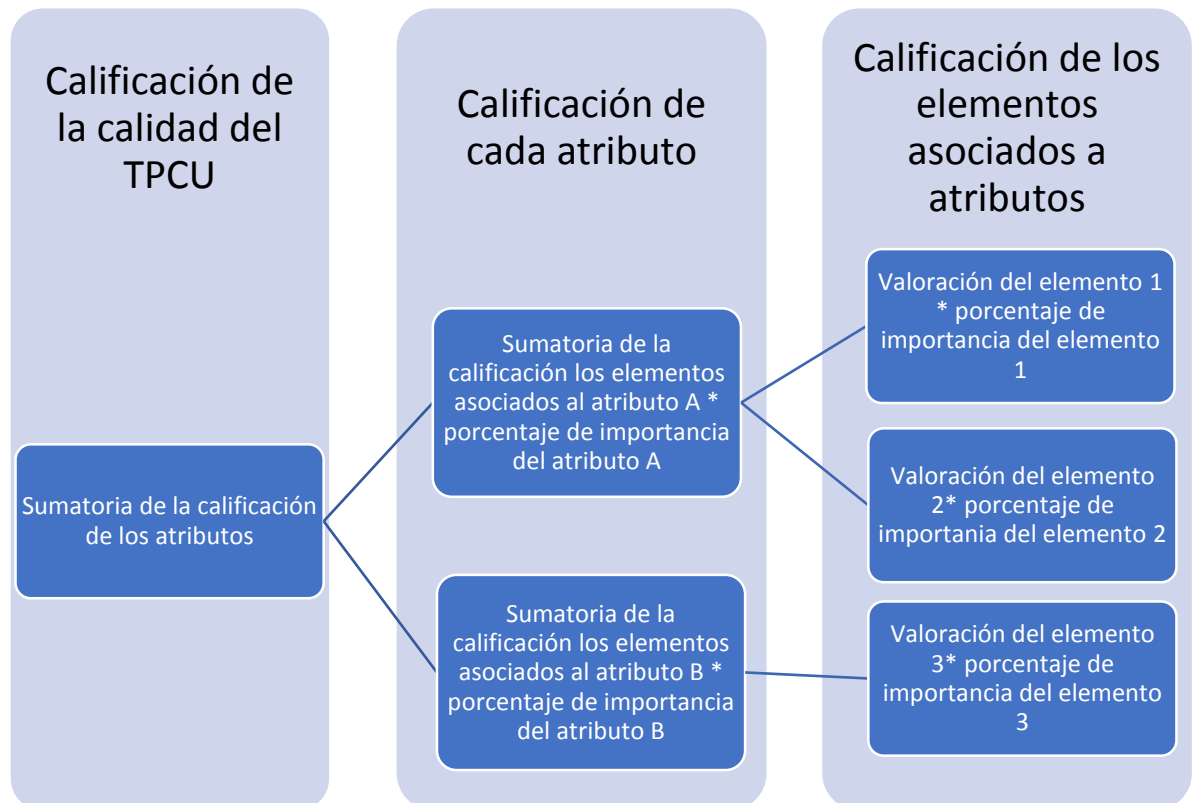 Calificación de
la calidad del
TPCU
Sumatoria de la calificación
de los atributos
Calificación de
cada atributo
Sumatoria de la
calificación los elementos
asociados al atributo A *
porcentaje de importancia
del atributo A
Sumatoria de la
calificación los elementos
asociados al atributo B *
porcentaje de importancia
del atributo B
Calificación de los
elementos
asociados a
atributos
Valoración del elemento 1
* porcentaje de
importancia del elemento
1
Valoración del elemento
2* porcentaje de
importania del elemento 2
Valoración del elemento
3* porcentaje de
importancia del elemento
3